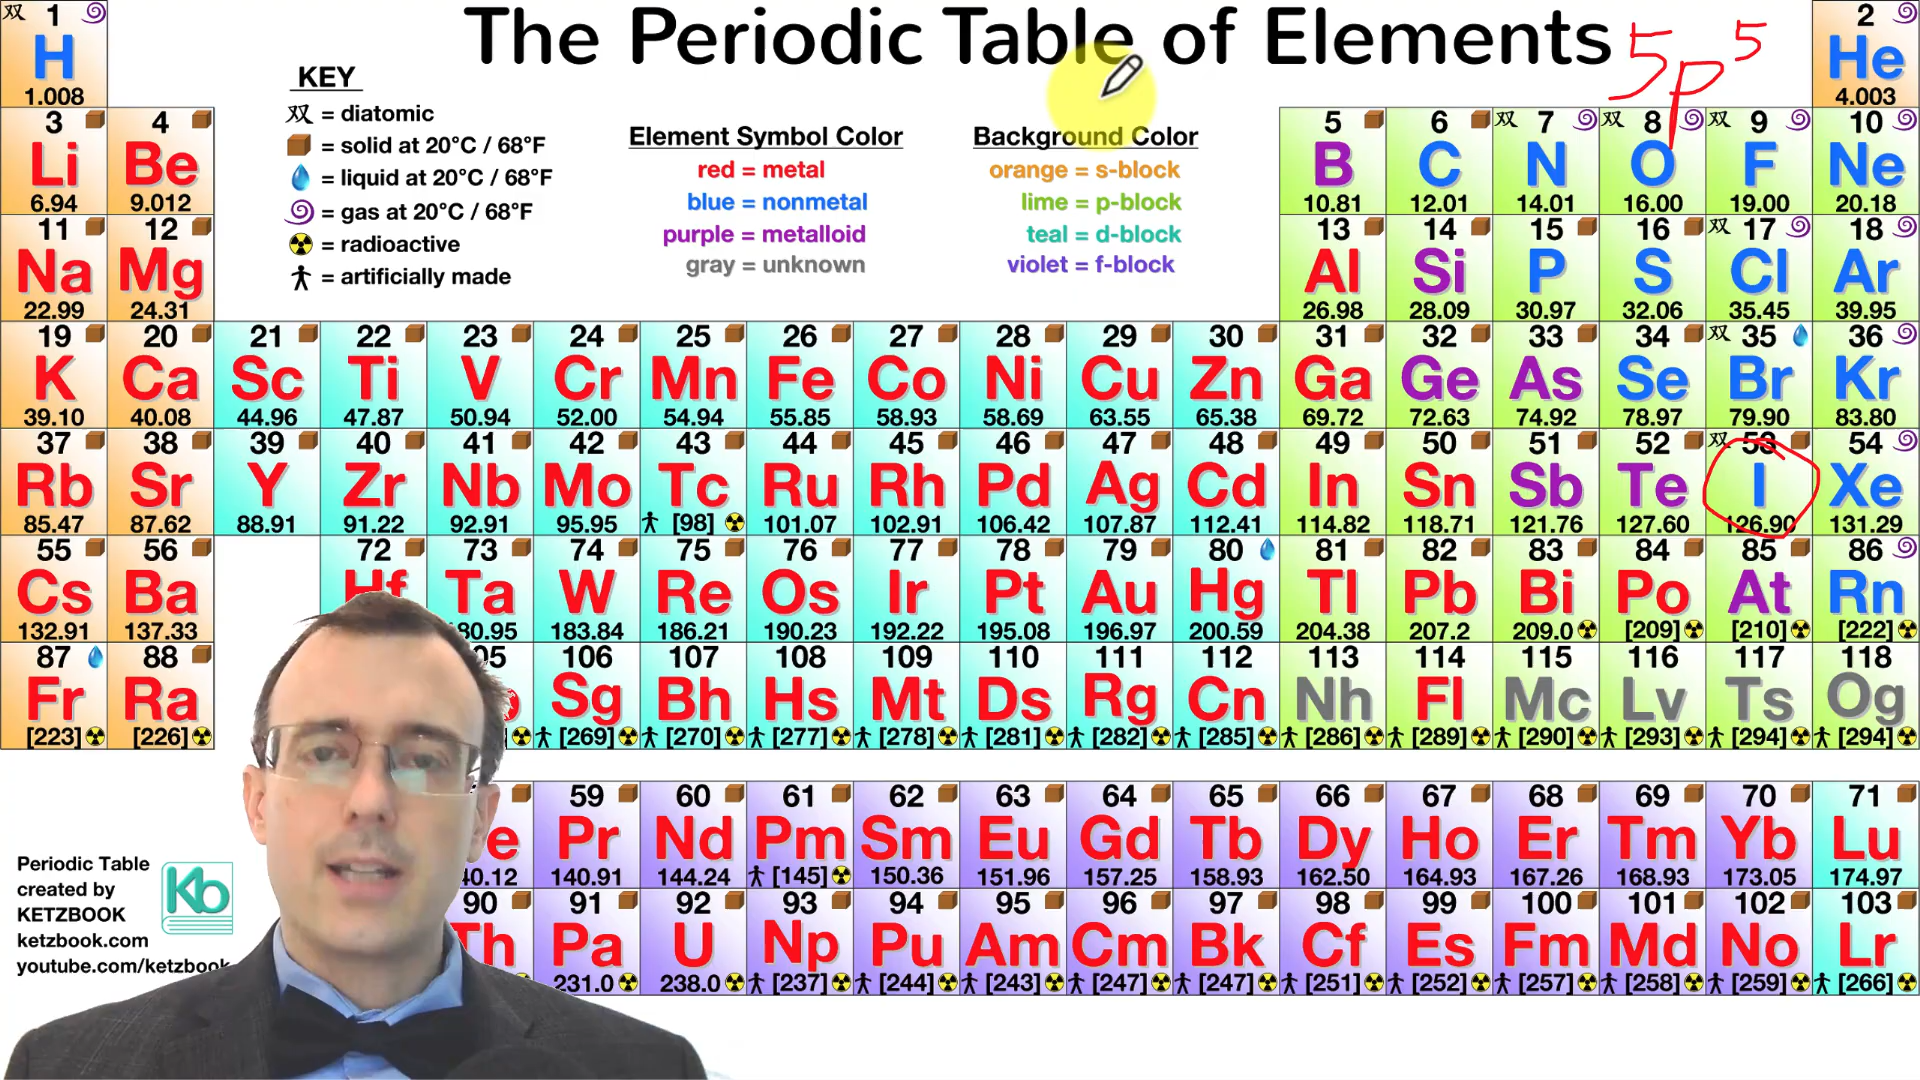 The Periodic Table of Elements 5p⁵
KEY
双 = diatomic
= solid at 20°C / 68°F
= liquid at 20°C / 68°F
= gas at 20°C / 68°F
= radioactive
= artificially made
Element Symbol Color
red = metal
blue = nonmetal
purple = metalloid
gray = unknown
Background Color
orange = s-block
lime = p-block
teal = d-block
violet = f-block
双 1 2
H He
1.008 4.003
3 4 5 6 双 7 双 8 双 9 10
Li Be B C N O F Ne
6.94 9.012 10.81 12.01 14.01 16.00 19.00 20.18
11 12 13 14 15 16 双 17 18
Na Mg Al Si P S Cl Ar
22.99 24.31 26.98 28.09 30.97 32.06 35.45 39.95
19 20 21 22 23 24 25 26 27 28 29 30 31 32 33 34 双 35 36
K Ca Sc Ti V Cr Mn Fe Co Ni Cu Zn Ga Ge As Se Br Kr
39.10 40.08 44.96 47.87 50.94 52.00 54.94 55.85 58.93 58.69 63.55 65.38 69.72 72.63 74.92 78.97 79.90 83.80
37 38 39 40 41 42 43 44 45 46 47 48 49 50 51 52 双 53 54
Rb Sr Y Zr Nb Mo Tc Ru Rh Pd Ag Cd In Sn Sb Te I Xe
85.47 87.62 88.91 91.22 92.91 95.95 [98] 101.07 102.91 106.42 107.87 112.41 114.82 118.71 121.76 127.60 126.90 131.29
55 56 72 73 74 75 76 77 78 79 80 81 82 83 84 85 86
Cs Ba Hf Ta W Re Os Ir Pt Au Hg Tl Pb Bi Po At Rn
132.91 137.33 80.95 183.84 186.21 190.23 192.22 195.08 196.97 200.59 204.38 207.2 209.0 [209] [210] [222]
87 88 05 106 107 108 109 110 111 112 113 114 115 116 117 118
Fr Ra Sg Bh Hs Mt Ds Rg Cn Nh Fl Mc Lv Ts Og
[223] [226] [269] [270] [277] [278] [281] [282] [285] [286] [289] [290] [293] [294] [294]
59 60 61 62 63 64 65 66 67 68 69 70 71
e Pr Nd Pm Sm Eu Gd Tb Dy Ho Er Tm Yb Lu
40.12 140.91 144.24 [145] 150.36 151.96 157.25 158.93 162.50 164.93 167.26 168.93 173.05 174.97
90 91 92 93 94 95 96 97 98 99 100 101 102 103
Th Pa U Np Pu Am Cm Bk Cf Es Fm Md No Lr
231.0 238.0 [237] [244] [243] [247] [247] [251] [252] [257] [258] [259] [266]
Periodic Table
created by
KETZBOOK
ketzbook.com
youtube.com/ketzbook
Kb